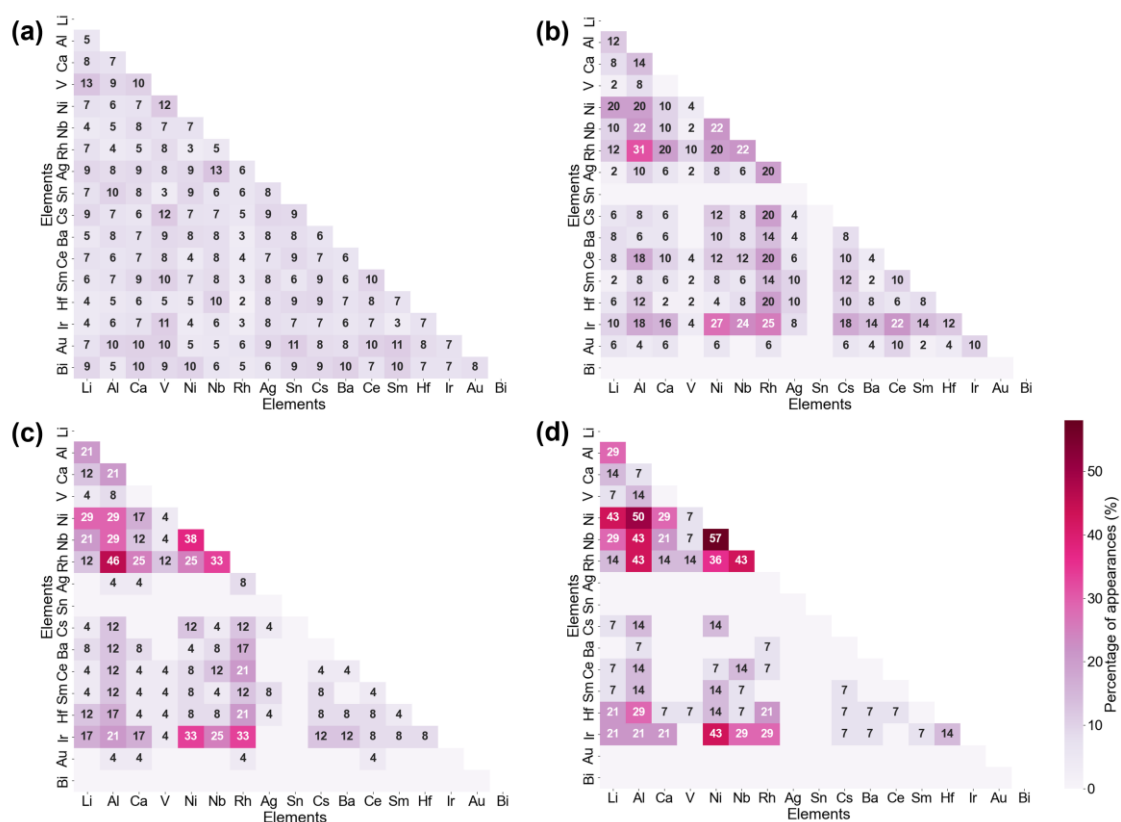 (a)
Li
Al 5
Ca 8 7
V 13 9 10
Ni 7 6 7 12
Nb 4 5 8 7 7
Rh 7 4 5 8 3 5
Ag 9 8 9 8 9 13 6
Sn 7 10 8 3 9 6 6 8
Cs 9 7 6 12 7 7 5 9 9
Ba 5 8 7 9 8 8 3 8 8 6
Ce 7 6 7 8 4 8 4 7 9 7 6
Sm 6 7 9 10 7 8 3 8 6 9 6 10
Hf 4 5 6 5 5 10 2 8 9 9 7 8 7
Ir 4 6 7 11 4 6 3 8 7 7 6 7 3 7
Au 7 10 10 10 5 5 6 9 11 8 8 10 11 8 7
Bi 9 5 10 9 10 6 5 6 9 7 10 7 10 7 7 8
Li Al Ca V Ni Nb Rh Ag Sn Cs Ba Ce Sm Hf Ir Au Bi
Elements
Elements
(b)
Li
Al 12
Ca 8 14
V 2 8
Ni 20 20 10 4
Nb 10 22 10 2 22
Rh 12 31 20 10 20 22
Ag 2 10 6 2 8 6 20
Sn
Cs 6 8 6 12 8 20 4
Ba 8 6 6 10 8 14 4 8
Ce 8 18 10 4 12 12 20 6 10 4
Sm 2 8 6 2 8 6 14 10 12 2 10
Hf 6 12 2 2 4 8 20 10 10 8 6 8
Ir 10 18 16 4 27 24 25 8 18 14 22 14 12
Au 6 4 6 6 6 6 6 4 10 2 4 10
Bi
Li Al Ca V Ni Nb Rh Ag Sn Cs Ba Ce Sm Hf Ir Au Bi
Elements
Elements
(c)
Li
Al 21
Ca 12 21
V 4 8
Ni 29 29 17 4
Nb 21 29 12 4 38
Rh 12 46 25 12 25 33
Ag 4 4 8
Sn
Cs 4 12 12 4 12 4
Ba 8 12 8 4 8 17
Ce 4 12 4 4 8 12 21 4 4
Sm 4 12 4 4 8 4 12 8 8 4
Hf 12 17 4 4 8 8 21 4 8 8 8 4
Ir 17 21 17 4 33 25 33 12 12 8 8 8
Au 4 4 4 4
Bi
Li Al Ca V Ni Nb Rh Ag Sn Cs Ba Ce Sm Hf Ir Au Bi
Elements
Elements
(d)
Li
Al 29
Ca 14 7
V 7 14
Ni 43 50 29 7
Nb 29 43 21 7 57
Rh 14 43 14 14 36 43
Ag
Sn
Cs 7 14 14
Ba 7 7
Ce 7 14 7 14 7
Sm 7 14 14 7 7
Hf 21 29 7 7 14 7 21 7 7 7
Ir 21 21 21 43 29 29 7 7 7 14
Au
Bi
Li Al Ca V Ni Nb Rh Ag Sn Cs Ba Ce Sm Hf Ir Au Bi
Elements
Elements
50
40
30
20
10
0
Percentage of appearances (%)